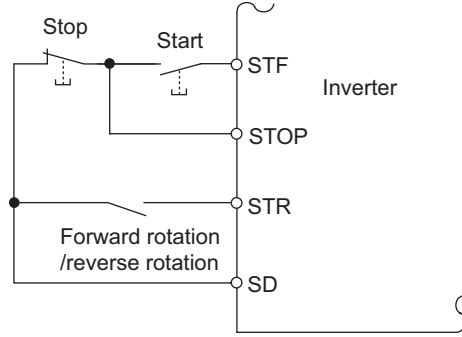 Stop
Start
STF
Inverter
STOP
STR
Forward rotation
/reverse rotation
SD